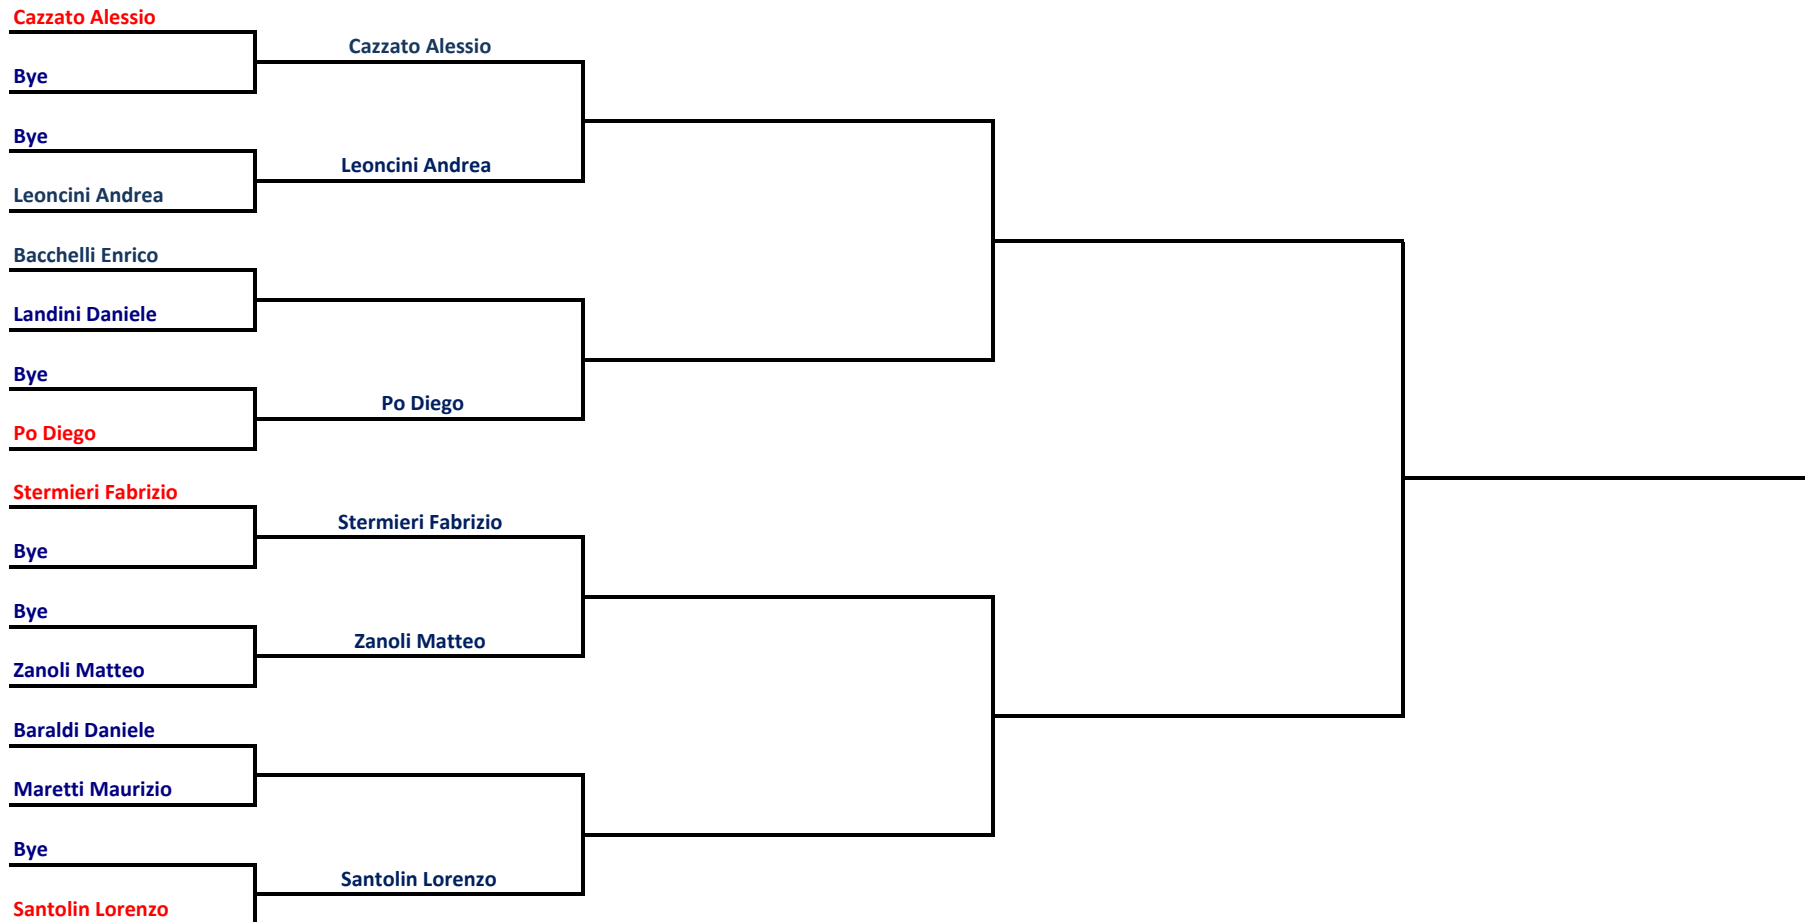 Cazzato Alessio
Cazzato Alessio
Bye
Bye
Leoncini Andrea
Leoncini Andrea
Bacchelli Enrico
Landini Daniele
Bye
Po Diego
Po Diego
Stermieri Fabrizio
Stermieri Fabrizio
Bye
Bye
Zanoli Matteo
Zanoli Matteo
Baraldi Daniele
Maretti Maurizio
Bye
Santolin Lorenzo
Santolin Lorenzo